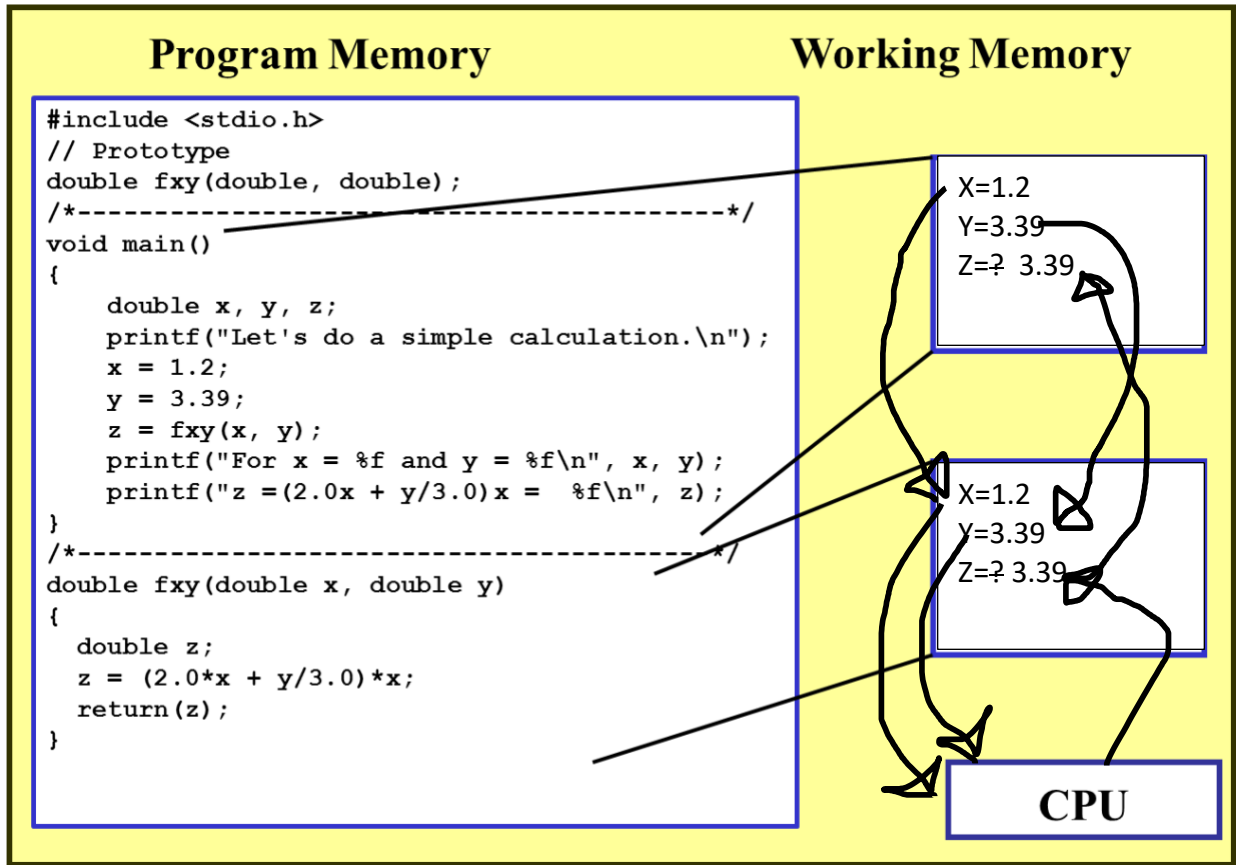 Program Memory
Working Memory
#include <stdio.h>
// Prototype
double fxy(double, double);
/*------------------------------------------*/
void main()
{
    double x, y, z;
    printf("Let's do a simple calculation.\n");
    x = 1.2;
    y = 3.39;
    z = fxy(x, y);
    printf("For x = %f and y = %f\n", x, y);
    printf("z =(2.0x + y/3.0)x =  %f\n", z);
}
/*-----------------------------------------*/
double fxy(double x, double y)
{
  double z;
  z = (2.0*x + y/3.0)*x;
  return(z);
}
X=1.2
Y=3.39
Z=? 3.39
X=1.2
Y=3.39
Z=? 3.39
CPU